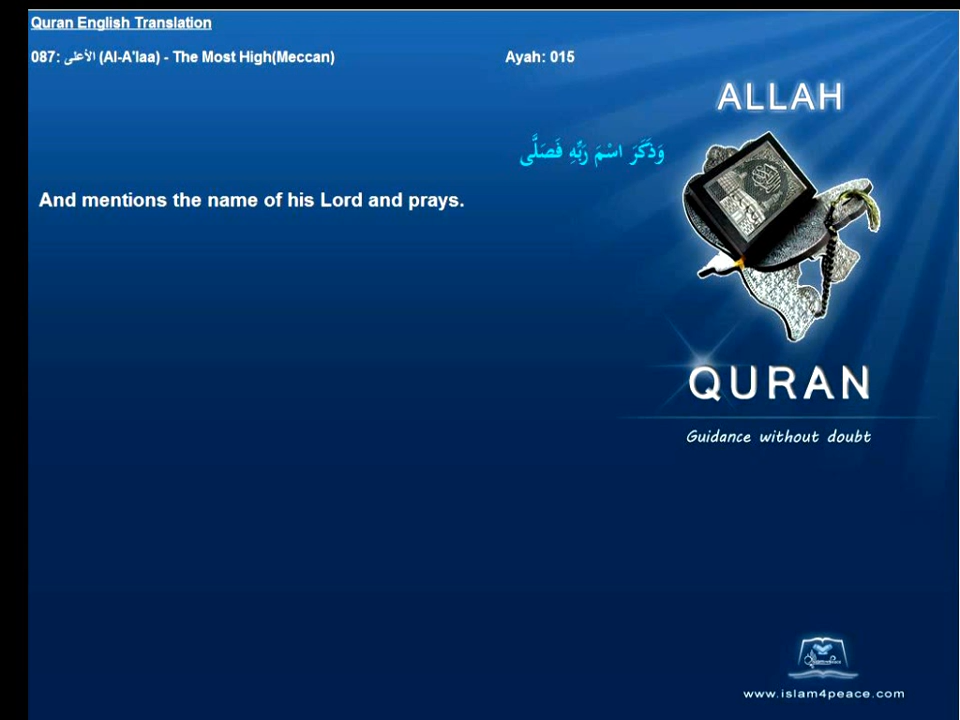 Quran English Translation
087: الأعلى (Al-A'laa) - The Most High(Meccan) Ayah: 015
ALLAH
وَذَكَرَ اسْمَ رَبِّهِ فَصَلَّى
And mentions the name of his Lord and prays.
QURAN
Guidance without doubt
www.islam4peace.com